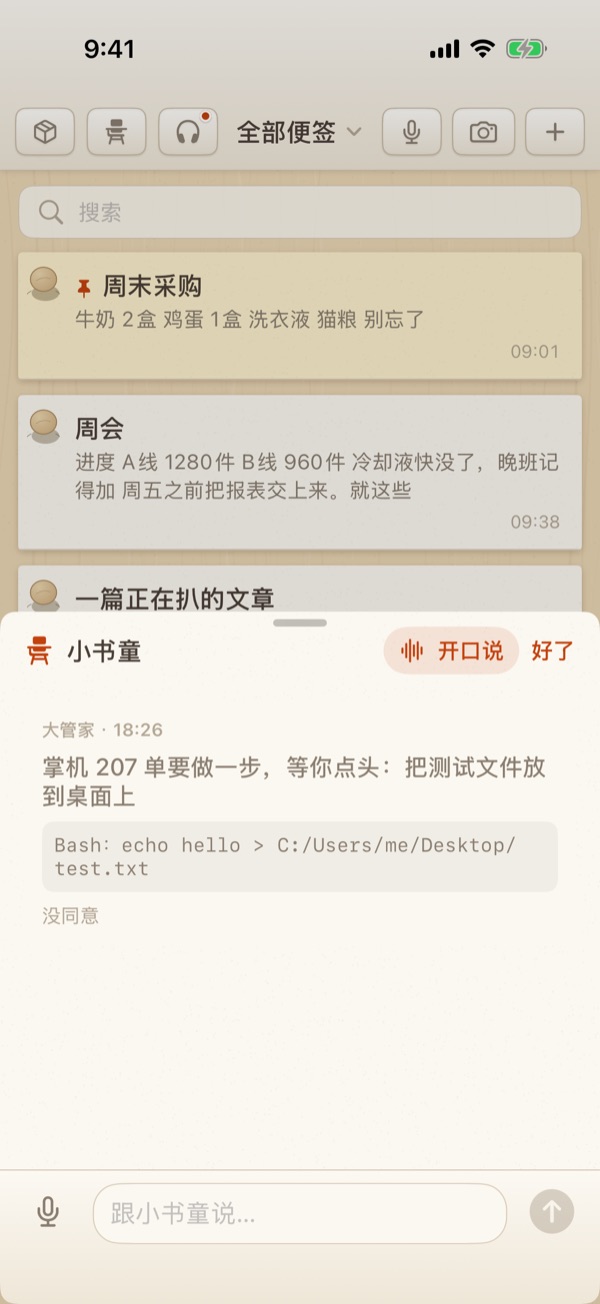 9:41
全部便签
搜索
周末采购
牛奶 2盒 鸡蛋 1盒 洗衣液 猫粮 别忘了
09:01
周会
进度 A线 1280件 B线 960件 冷却液快没了，晚班记
得加 周五之前把报表交上来。就这些
09:38
一篇正在扒的文章
小书童
开口说
好了
大管家 · 18:26
掌机 207 单要做一步，等你点头：把测试文件放
到桌面上
Bash: echo hello > C:/Users/me/Desktop/
test.txt
没同意
跟小书童说…